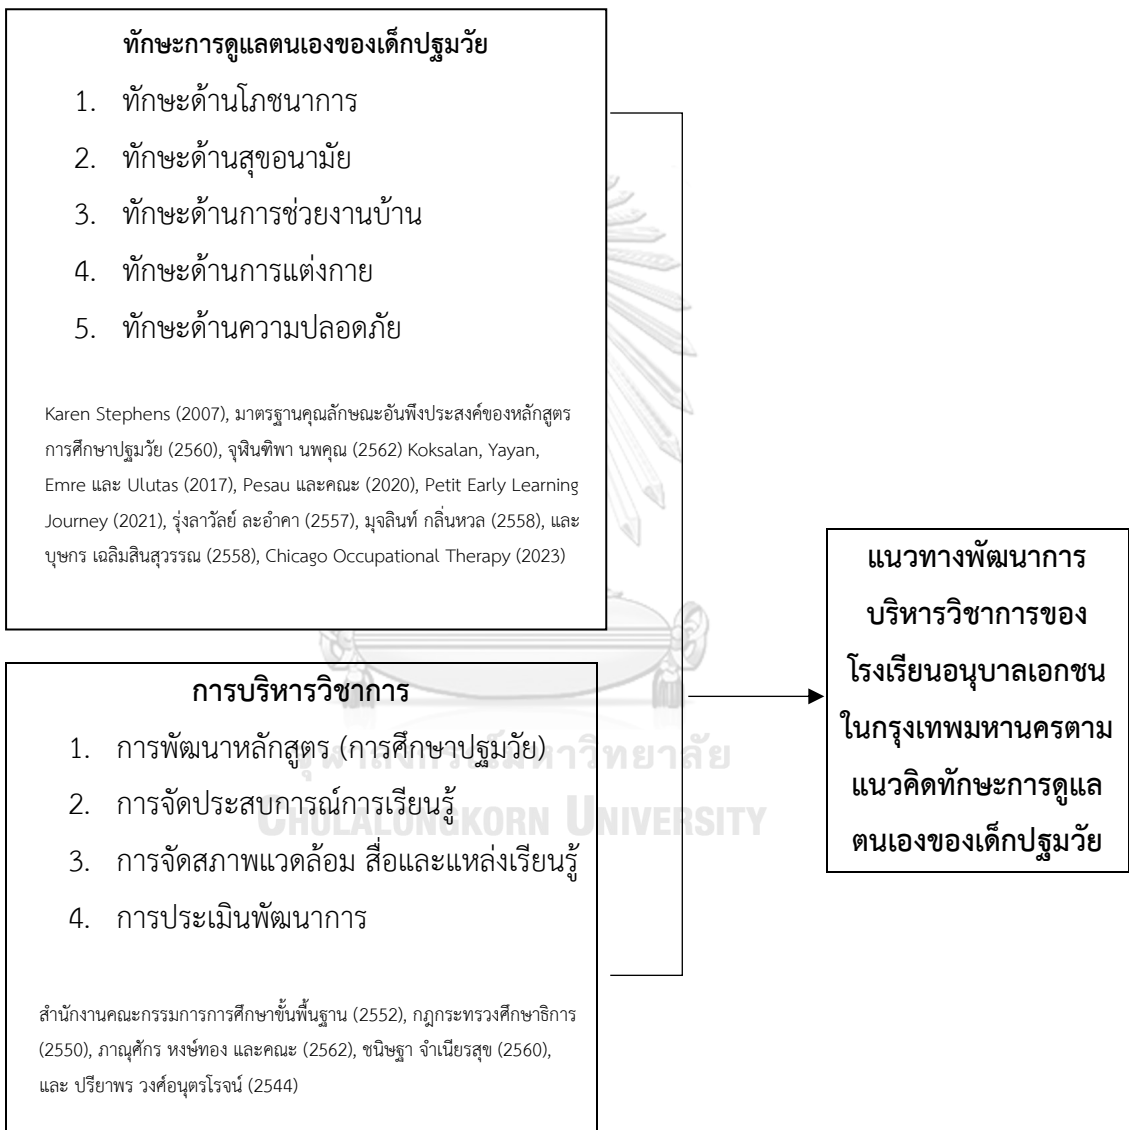 ทักษะการดูแลตนเองของเด็กปฐมวัย
1. ทักษะด้านโภชนาการ
2. ทักษะด้านสุขอนามัย
3. ทักษะด้านการช่วยงานบ้าน
4. ทักษะด้านการแต่งกาย
5. ทักษะด้านความปลอดภัย
Karen Stephens (2007), มาตรฐานคุณลักษณะอันพึงประสงค์ของหลักสูตร
การศึกษาปฐมวัย (2560), จุฬินฑิพา นพคุณ (2562) Koksalan, Yayan,
Emre และ Ulutas (2017), Pesau และคณะ (2020), Petit Early Learning
Journey (2021), รุ่งลาวัลย์ ละอำคา (2557), มุจลินท์ กลิ่นหวล (2558), และ
บุษกร เฉลิมสินสุวรรณ (2558), Chicago Occupational Therapy (2023)
การบริหารวิชาการ
1. การพัฒนาหลักสูตร (การศึกษาปฐมวัย)
2. การจัดประสบการณ์การเรียนรู้
3. การจัดสภาพแวดล้อม สื่อและแหล่งเรียนรู้
4. การประเมินพัฒนาการ
สำนักงานคณะกรรมการการศึกษาขั้นพื้นฐาน (2552), กฎกระทรวงศึกษาธิการ
(2550), ภาณุศักร หงษ์ทอง และคณะ (2562), ชนิษฐา จำเนียรสุข (2560),
และ ปรียาพร วงศ์อนุตรโรจน์ (2544)
แนวทางพัฒนาการ
บริหารวิชาการของ
โรงเรียนอนุบาลเอกชน
ในกรุงเทพมหานครตาม
แนวคิดทักษะการดูแล
ตนเองของเด็กปฐมวัย
จุฬาลงกรณ์มหาวิทยาลัย
CHULALONGKORN UNIVERSITY